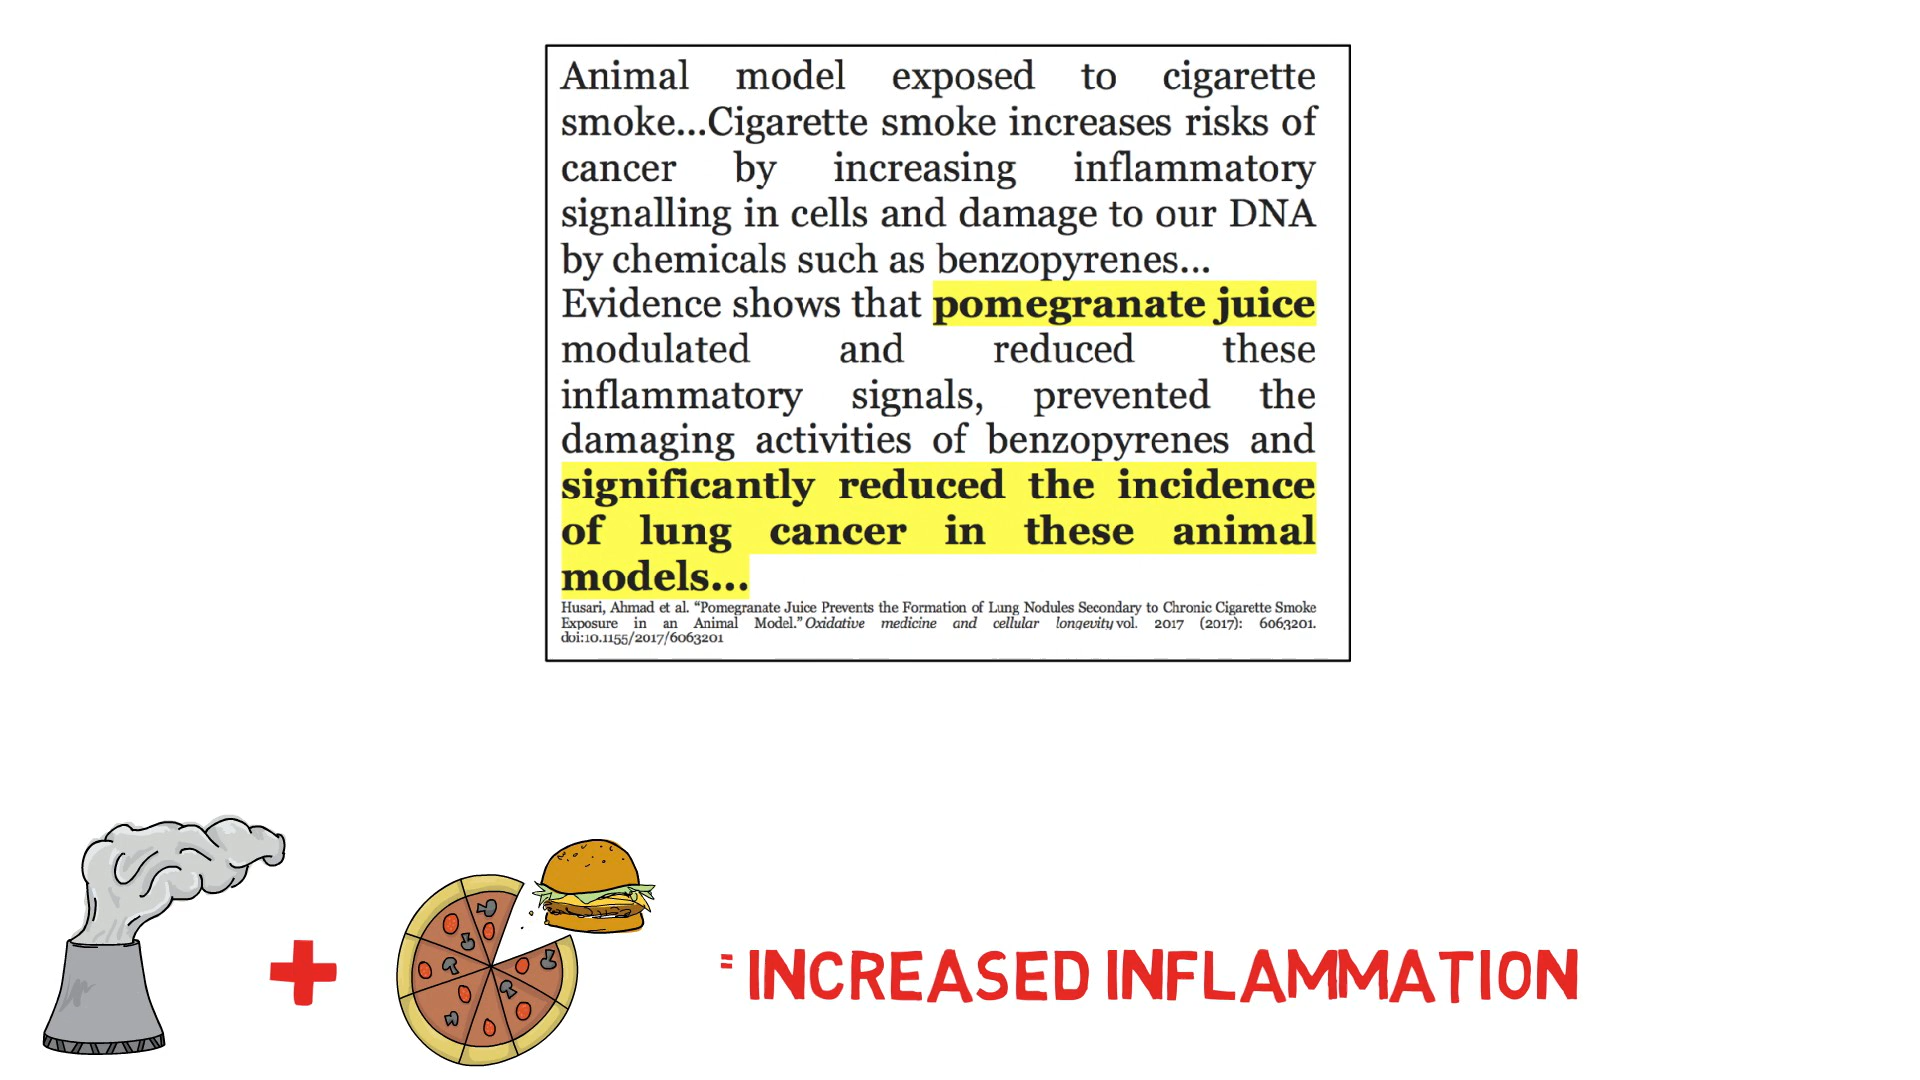 Animal model exposed to cigarette
smoke...Cigarette smoke increases risks of
cancer by increasing inflammatory
signalling in cells and damage to our DNA
by chemicals such as benzopyrenes...
Evidence shows that pomegranate juice
modulated and reduced these
inflammatory signals, prevented the
damaging activities of benzopyrenes and
significantly reduced the incidence
of lung cancer in these animal
models...
Husari, Ahmad et al. “Pomegranate Juice Prevents the Formation of Lung Nodules Secondary to Chronic Cigarette Smoke
Exposure in an Animal Model.” Oxidative medicine and cellular longevity vol. 2017 (2017): 6063201.
doi:10.1155/2017/6063201
+ = INCREASED INFLAMMATION